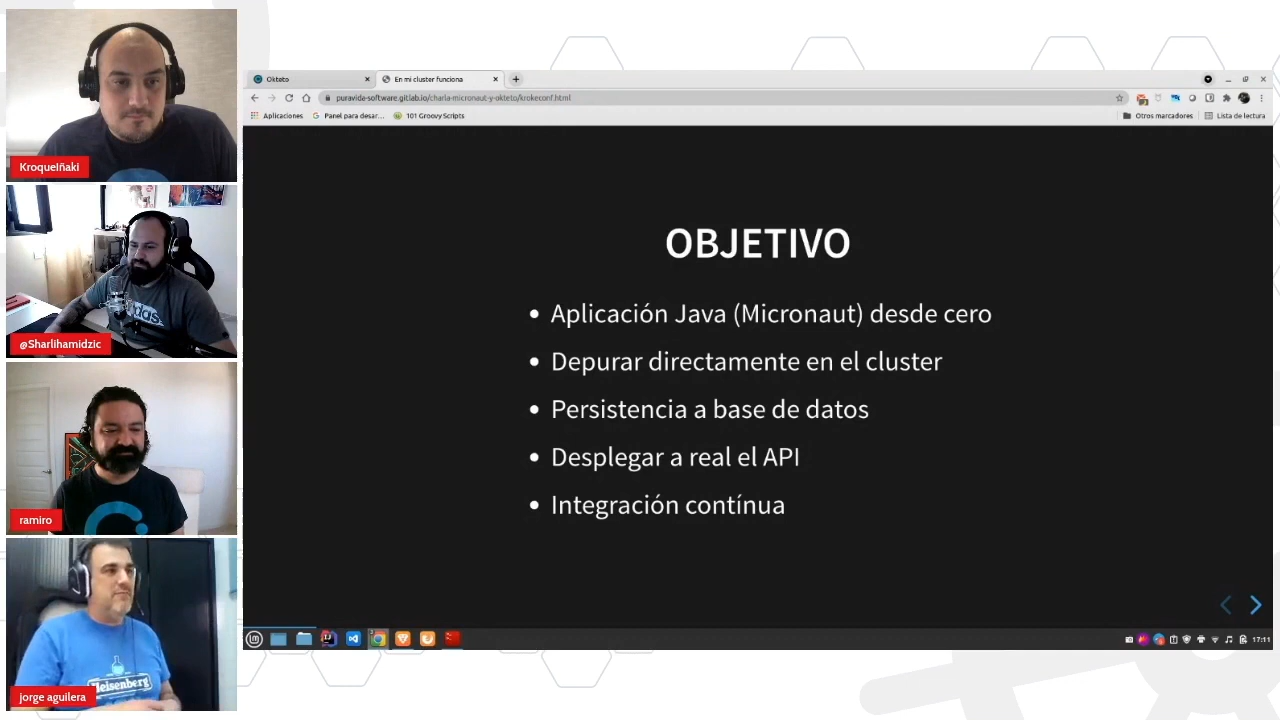 KroqueIñaki
@Sharlihamidzic
ramiro
Heisenberg
jorge aguilera
Okteto
En mi cluster funciona
puravida-software.gitlab.io/charla-micronaut-y-okteto/krokeconf.html
Aplicaciones
Panel para desar...
101 Groovy Scripts
Otros marcadores
Lista de lectura
OBJETIVO
Aplicación Java (Micronaut) desde cero
Depurar directamente en el cluster
Persistencia a base de datos
Desplegar a real el API
Integración contínua
17:11